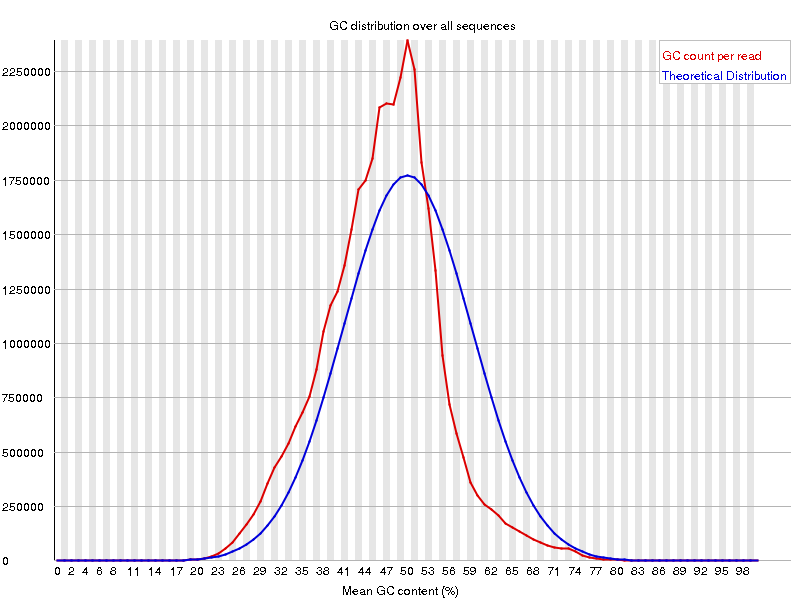 GC distribution over all sequences
GC count per read
Theoretical Distribution
2250000
2000000
1750000
1500000
1250000
1000000
750000
500000
250000
0
0 2 4 6 8 11 14 17 20 23 26 29 32 35 38 41 44 47 50 53 56 59 62 65 68 71 74 77 80 83 86 89 92 95 98
Mean GC content (%)